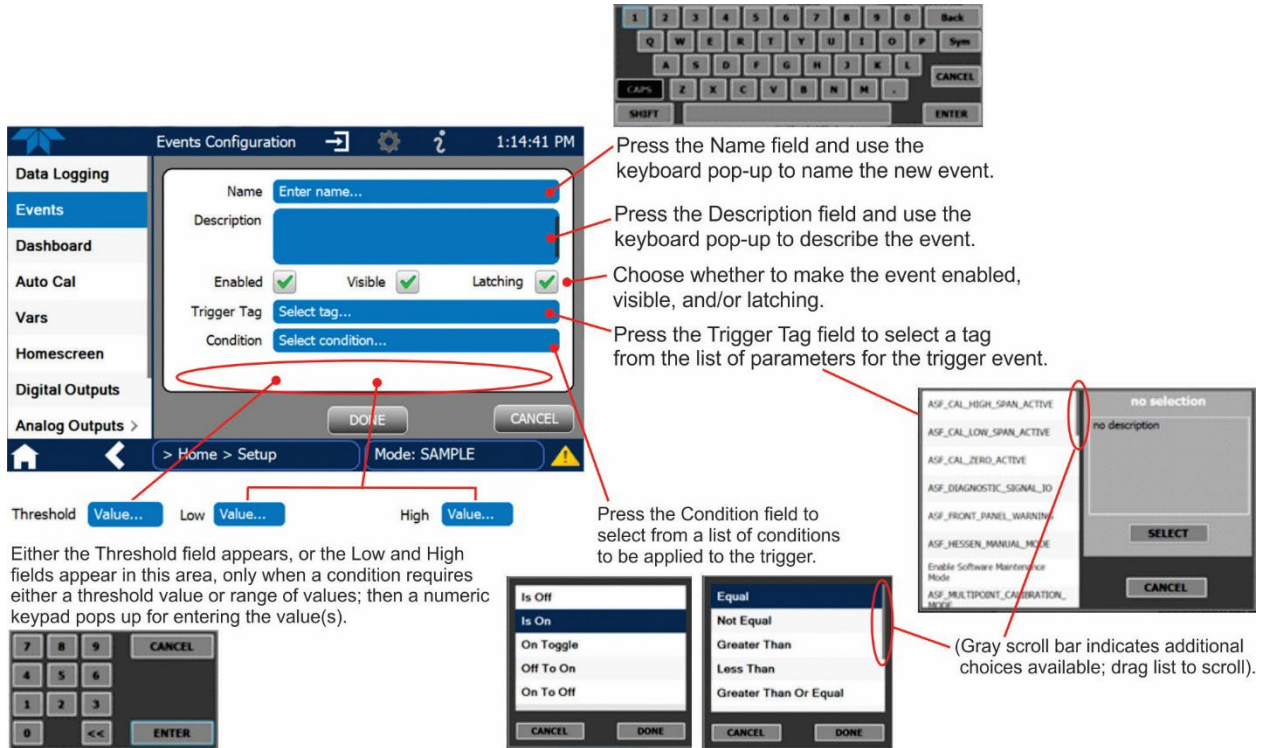 1 2 3 4 5 6 7 8 9 0 Back
Q W E R T Y U I O P Sym
A S D F G H J K L CANCEL
CAPS Z X C V B N M .
SHIFT ENTER
Events Configuration 1:14:41 PM
Data Logging
Events
Dashboard
Auto Cal
Vars
Homescreen
Digital Outputs
Analog Outputs >
Name Enter name...
Description
Enabled Visible Latching
Trigger Tag Select tag...
Condition Select condition...
DONE CANCEL
> Home > Setup Mode: SAMPLE
Press the Name field and use the
keyboard pop-up to name the new event.
Press the Description field and use the
keyboard pop-up to describe the event.
Choose whether to make the event enabled,
visible, and/or latching.
Press the Trigger Tag field to select a tag
from the list of parameters for the trigger event.
ASF_CAL_HIGH_SPAN_ACTIVE
ASF_CAL_LOW_SPAN_ACTIVE
ASF_CAL_ZERO_ACTIVE
ASF_DIAGNOSTIC_SIGNAL_IO
ASF_FRONT_PANEL_WARNING
ASF_HESSEN_MANUAL_MODE
Enable Software Maintenance
Mode
ASF_MULTIPOINT_CALIBRATION_
MODE
no selection
no description
SELECT
CANCEL
Threshold Value... Low Value... High Value...
Either the Threshold field appears, or the Low and High
fields appear in this area, only when a condition requires
either a threshold value or range of values; then a numeric
keypad pops up for entering the value(s).
7 8 9 CANCEL
4 5 6
1 2 3
0 << ENTER
Press the Condition field to
select from a list of conditions
to be applied to the trigger.
Is Off
Is On
On Toggle
Off To On
On To Off
CANCEL DONE
Equal
Not Equal
Greater Than
Less Than
Greater Than Or Equal
CANCEL DONE
(Gray scroll bar indicates additional
choices available; drag list to scroll).